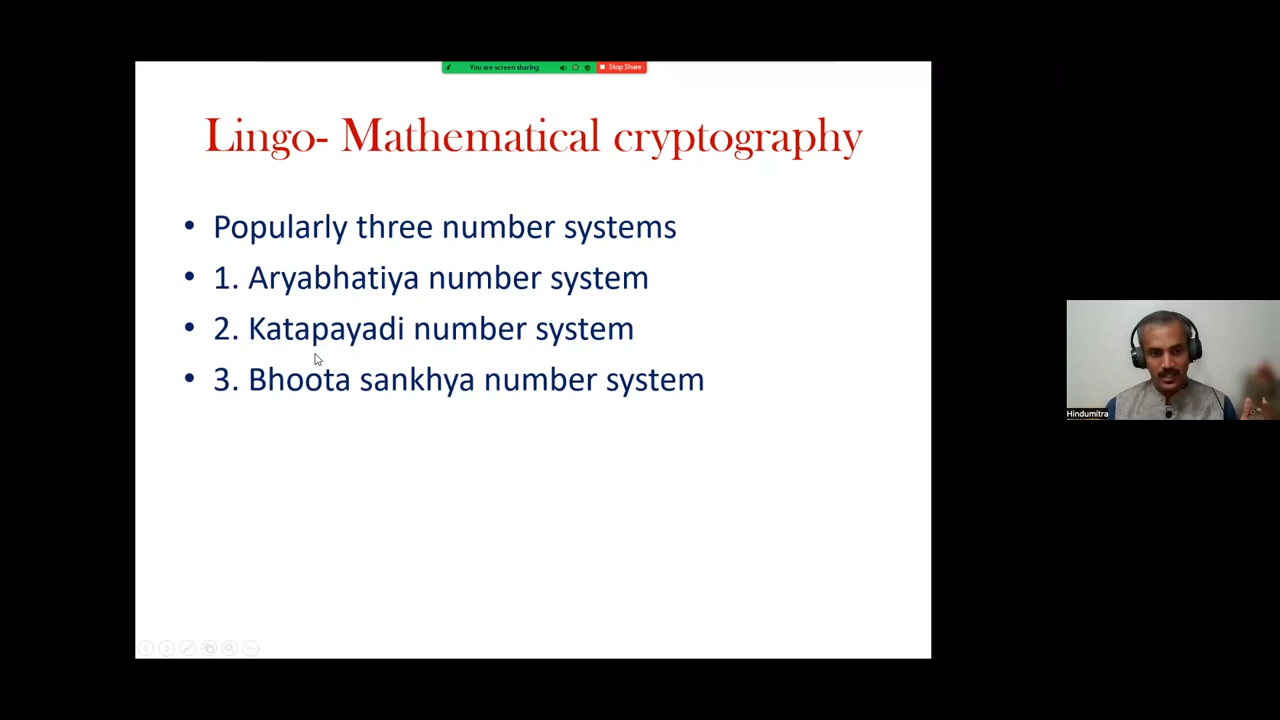 You are screen sharing
Stop Share
Lingo- Mathematical cryptography
• Popularly three number systems
• 1. Aryabhatiya number system
• 2. Katapayadi number system
• 3. Bhoota sankhya number system
Hindumitra